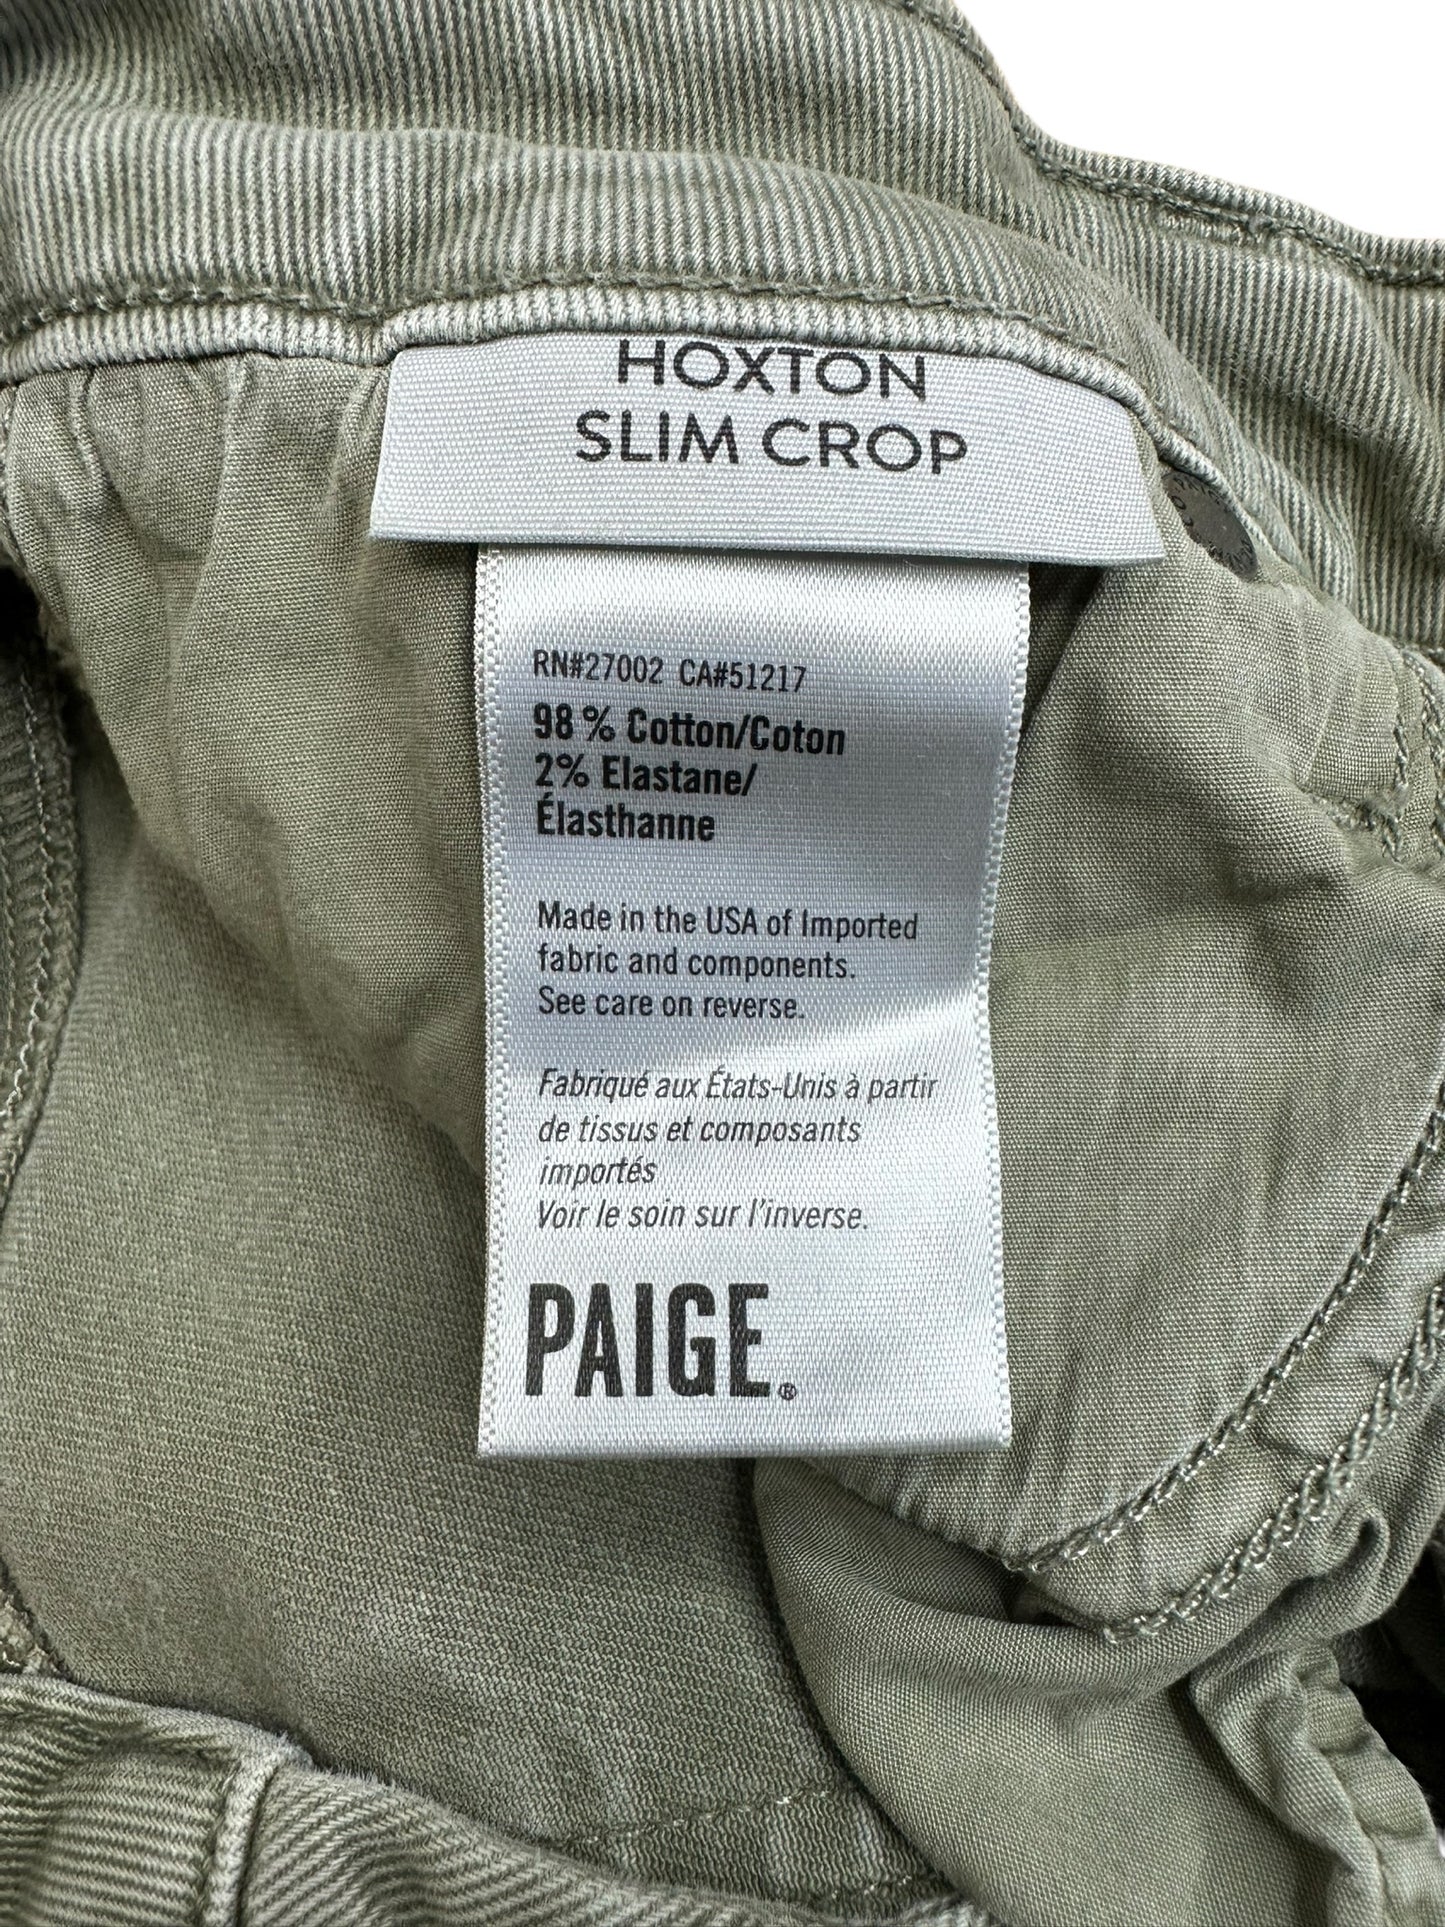 HOXTON
SLIM CROP
RN#27002 CA#51217
98% Cotton/Coton
2% Elastane/
Élasthanne
Made in the USA of Imported
fabric and components.
See care on reverse.
Fabriqué aux États-Unis à partir
de tissus et composants
importés
Voir le soin sur l'inverse.
PAIGE®